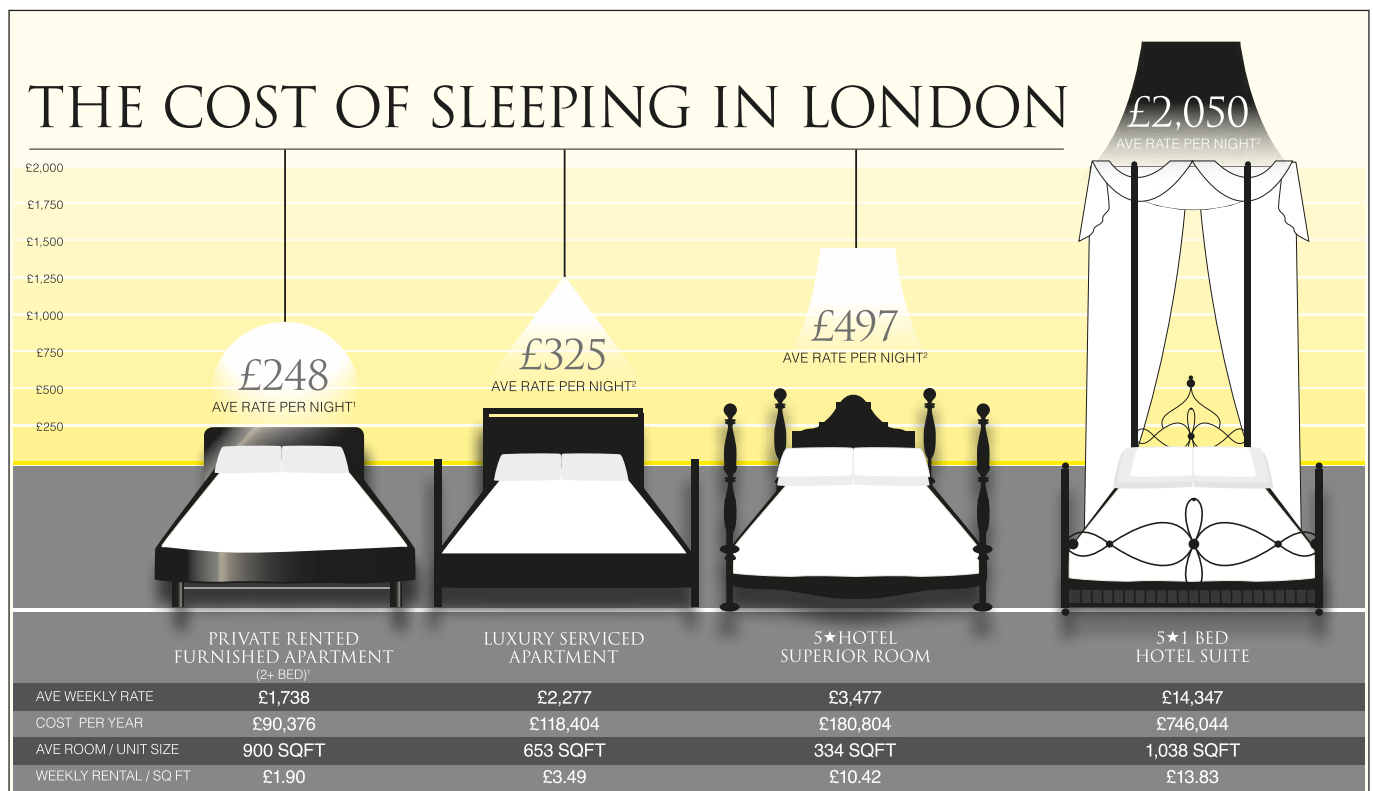 THE COST OF SLEEPING IN LONDON
£2,050
AVE RATE PER NIGHT²
£2,000
£1,750
£1,500
£1,250
£1,000
£750
£500
£250
£248
AVE RATE PER NIGHT¹
£325
AVE RATE PER NIGHT²
£497
AVE RATE PER NIGHT²
PRIVATE RENTED
FURNISHED APARTMENT
(2+ BED)¹
LUXURY SERVICED
APARTMENT
5★HOTEL
SUPERIOR ROOM
5★1 BED
HOTEL SUITE
AVE WEEKLY RATE £1,738 £2,277 £3,477 £14,347
COST PER YEAR £90,376 £118,404 £180,804 £746,044
AVE ROOM / UNIT SIZE 900 SQFT 653 SQFT 334 SQFT 1,038 SQFT
WEEKLY RENTAL / SQ FT £1.90 £3.49 £10.42 £13.83